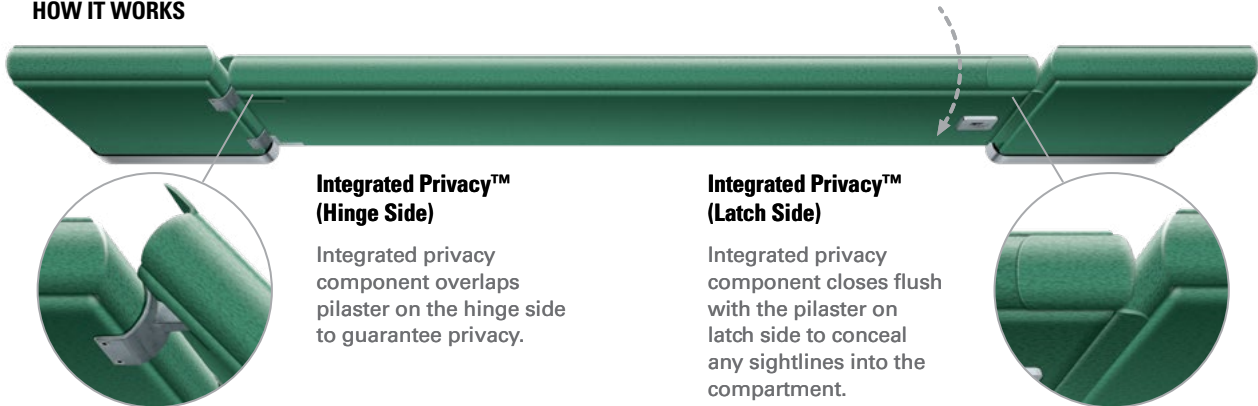 HOW IT WORKS
Integrated Privacy™
(Hinge Side)
Integrated privacy
component overlaps
pilaster on the hinge side
to guarantee privacy.
Integrated Privacy™
(Latch Side)
Integrated privacy
component closes flush
with the pilaster on
latch side to conceal
any sightlines into the
compartment.